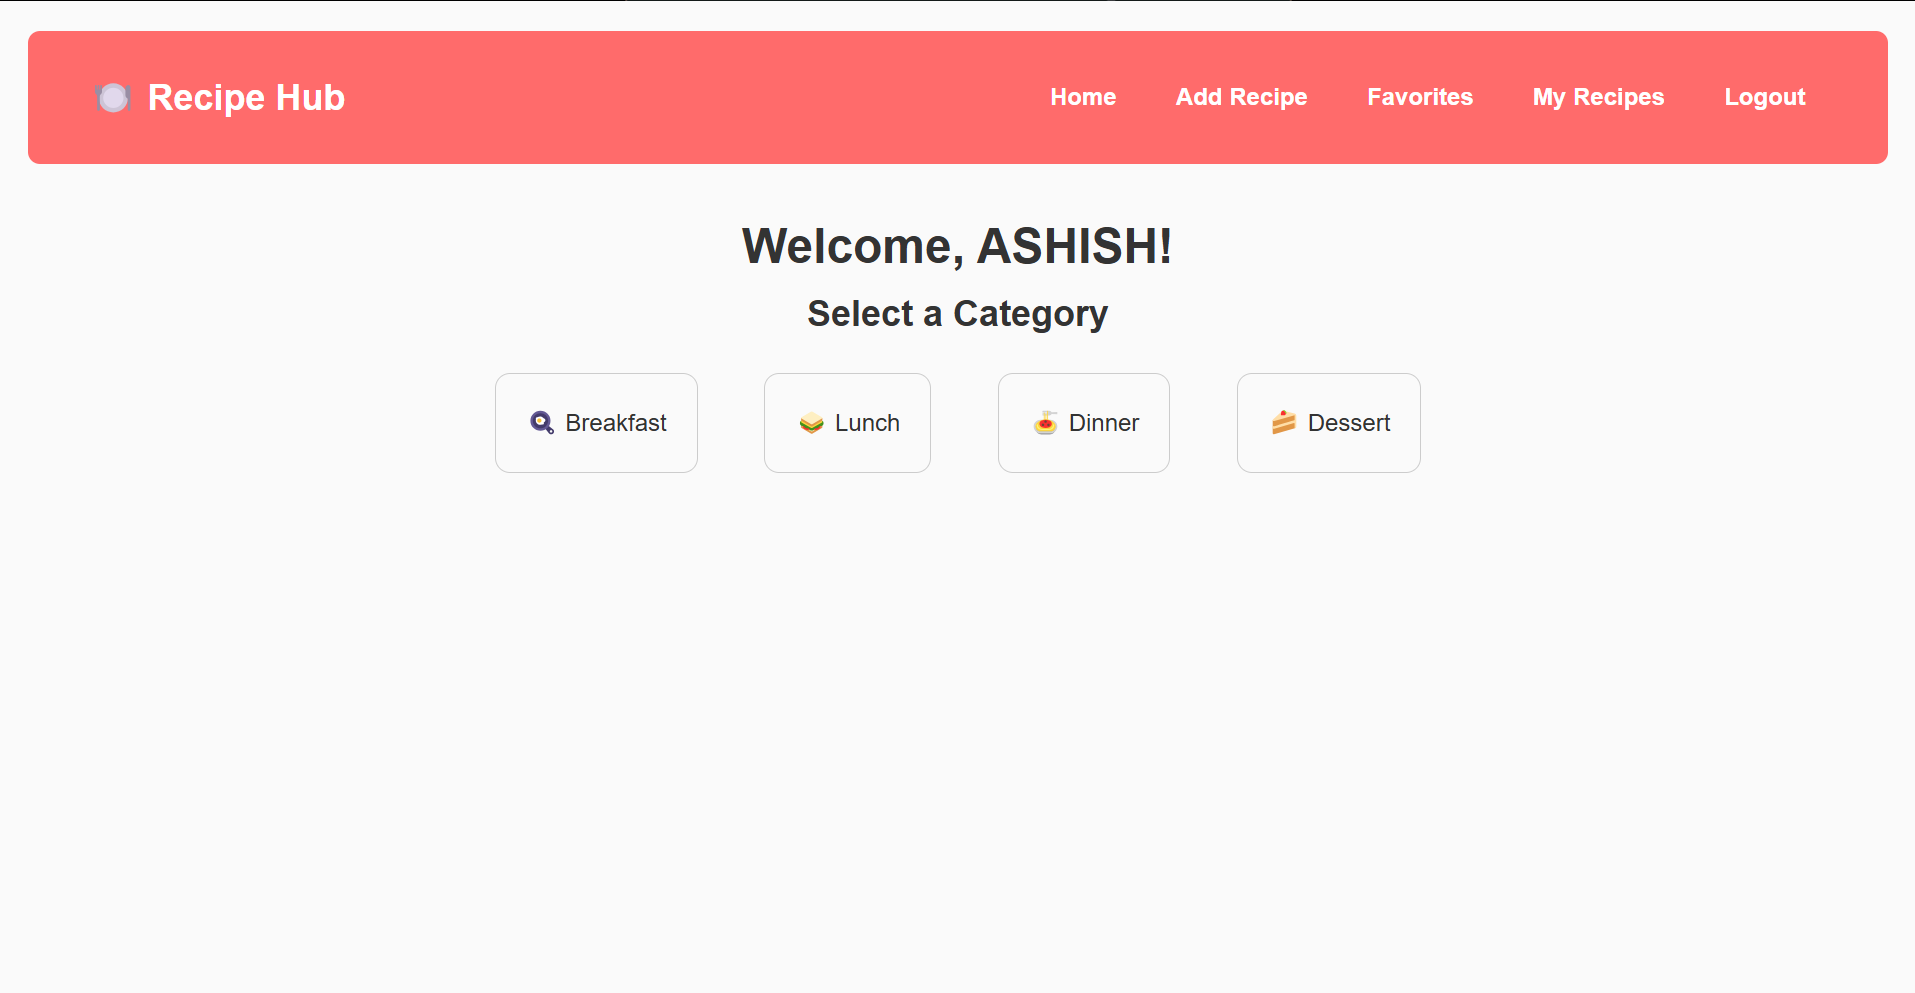 Recipe Hub
Home Add Recipe Favorites My Recipes Logout
Welcome, ASHISH!
Select a Category
Breakfast Lunch Dinner Dessert